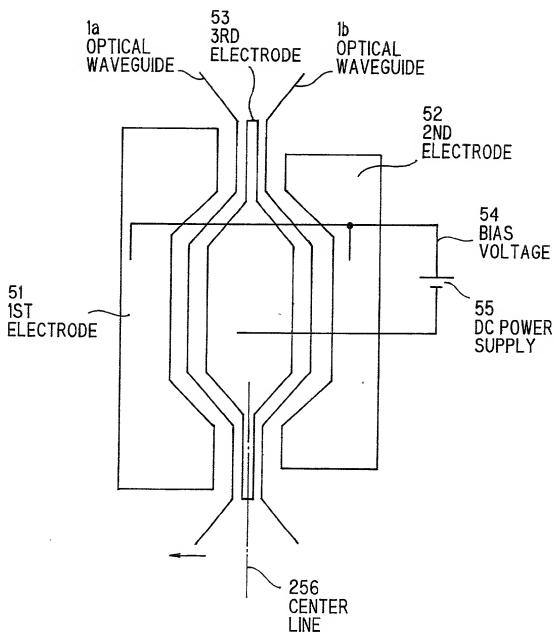 1a
OPTICAL
WAVEGUIDE
53
3RD
ELECTRODE
1b
OPTICAL
WAVEGUIDE
52
2ND
ELECTRODE
54
BIAS
VOLTAGE
51
1ST
ELECTRODE
55
DC POWER
SUPPLY
256
CENTER
LINE